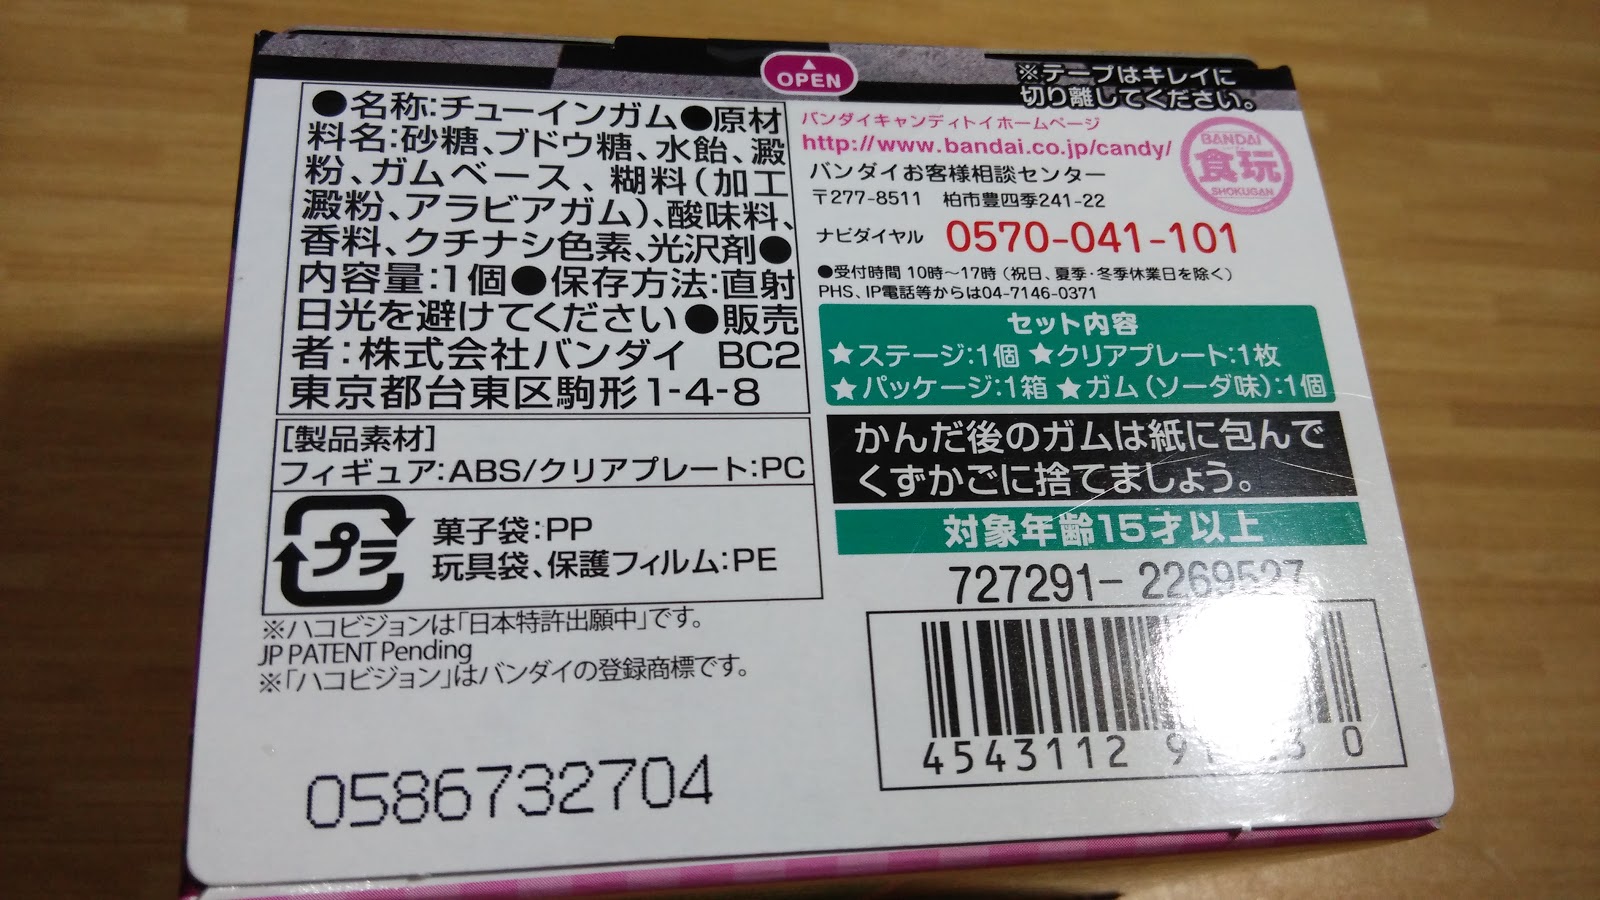 OPEN
※テープはキレイに
切り離してください。
●名称:チューインガム●原材
料名:砂糖、ブドウ糖、水飴、澱
粉、ガムベース、糊料(加工
澱粉、アラビアガム)、酸味料、
香料、クチナシ色素、光沢剤●
内容量:1個●保存方法:直射
日光を避けてください●販売
者:株式会社バンダイ BC2
東京都台東区駒形1-4-8
[製品素材]
フィギュア:ABS/クリアプレート:PC
プラ
菓子袋:PP
玩具袋、保護フィルム:PE
※ハコビジョンは「日本特許出願中」です。
JP PATENT Pending
※「ハコビジョン」はバンダイの登録商標です。
0586732704
バンダイキャンディトイホームページ
http://www.bandai.co.jp/candy/
BANDAI
食玩
SHOKUGAN
バンダイお客様相談センター
〒277-8511 柏市豊四季241-22
ナビダイヤル 0570-041-101
●受付時間 10時〜17時(祝日、夏季・冬季休業日を除く)
PHS、IP電話等からは04-7146-0371
セット内容
★ステージ:1個 ★クリアプレート:1枚
★パッケージ:1箱 ★ガム(ソーダ味):1個
かんだ後のガムは紙に包んで
くずかごに捨てましょう。
対象年齢15才以上
727291- 2269527
4543112